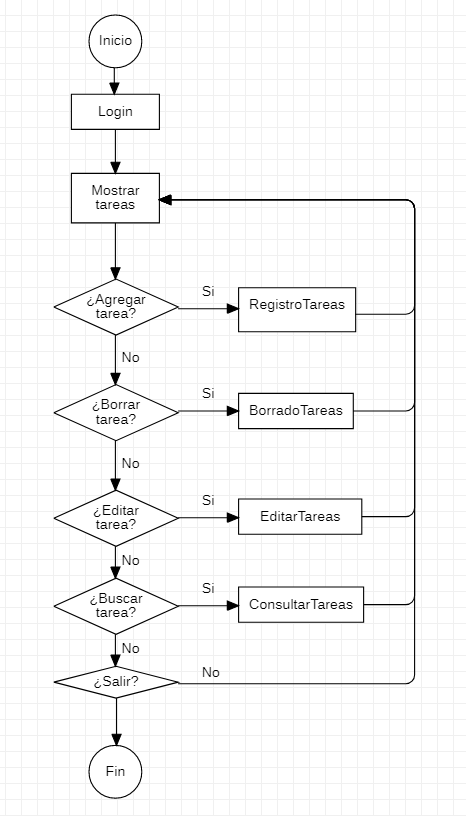 Inicio
Login
Mostrar
tareas
¿Agregar
tarea?
Si
RegistroTareas
No
¿Borrar
tarea?
Si
BorradoTareas
No
¿Editar
tarea?
Si
EditarTareas
No
¿Buscar
tarea?
Si
ConsultarTareas
No
¿Salir?
No
Fin